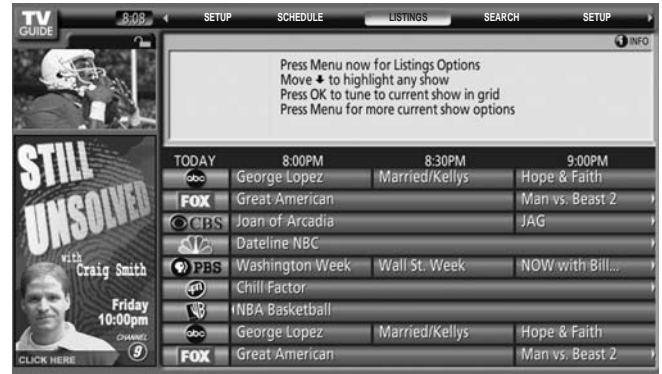 TV
GUIDE
8:08
SETUP SCHEDULE LISTINGS SEARCH SETUP
INFO
Press Menu now for Listings Options
Move to highlight any show
Press OK to tune to current show in grid
Press Menu for more current show options
STILL
UNSOLVED
with
Craig Smith
Friday
10:00pm
CHANNEL
9
CLICK HERE
TODAY 8:00PM 8:30PM 9:00PM
abc George Lopez Married/Kellys Hope & Faith
FOX Great American Man vs. Beast 2
CBS Joan of Arcadia JAG
Dateline NBC
PBS Washington Week Wall St. Week NOW with Bill...
Chill Factor
WB NBA Basketball
abc George Lopez Married/Kellys Hope & Faith
FOX Great American Man vs. Beast 2